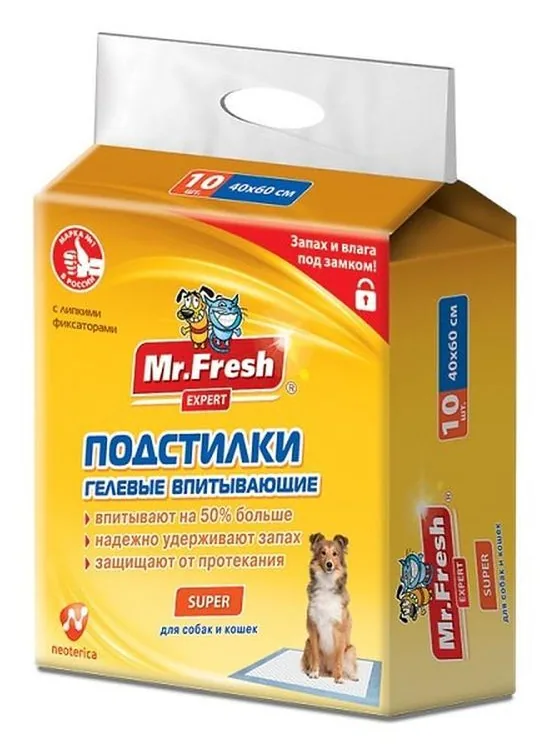 10 шт. 40х60 см
МАРКА №1
В РОССИИ
Запах и влага
под замком!
с липкими
фиксаторами
Mr.Fresh
®
EXPERT
ПОДСТИЛКИ
ГЕЛЕВЫЕ ВПИТЫВАЮЩИЕ
впитывают на 50% больше
надежно удерживают запах
защищают от протекания
SUPER
для собак и кошек
neoterica
10 шт. 40х60 см
Mr.Fresh
®
EXPERT
SUPER
для собак и кошек